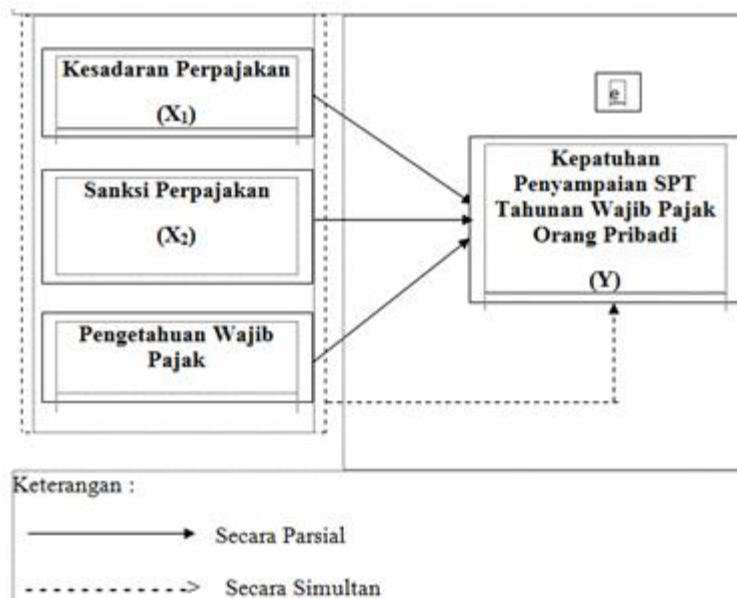 Kesadaran Perpajakan
(X₁)
Sanksi Perpajakan
(X₂)
Pengetahuan Wajib
Pajak
e
Kepatuhan
Penyampaian SPT
Tahunan Wajib Pajak
Orang Pribadi
(Y)
Keterangan :
Secara Parsial
Secara Simultan